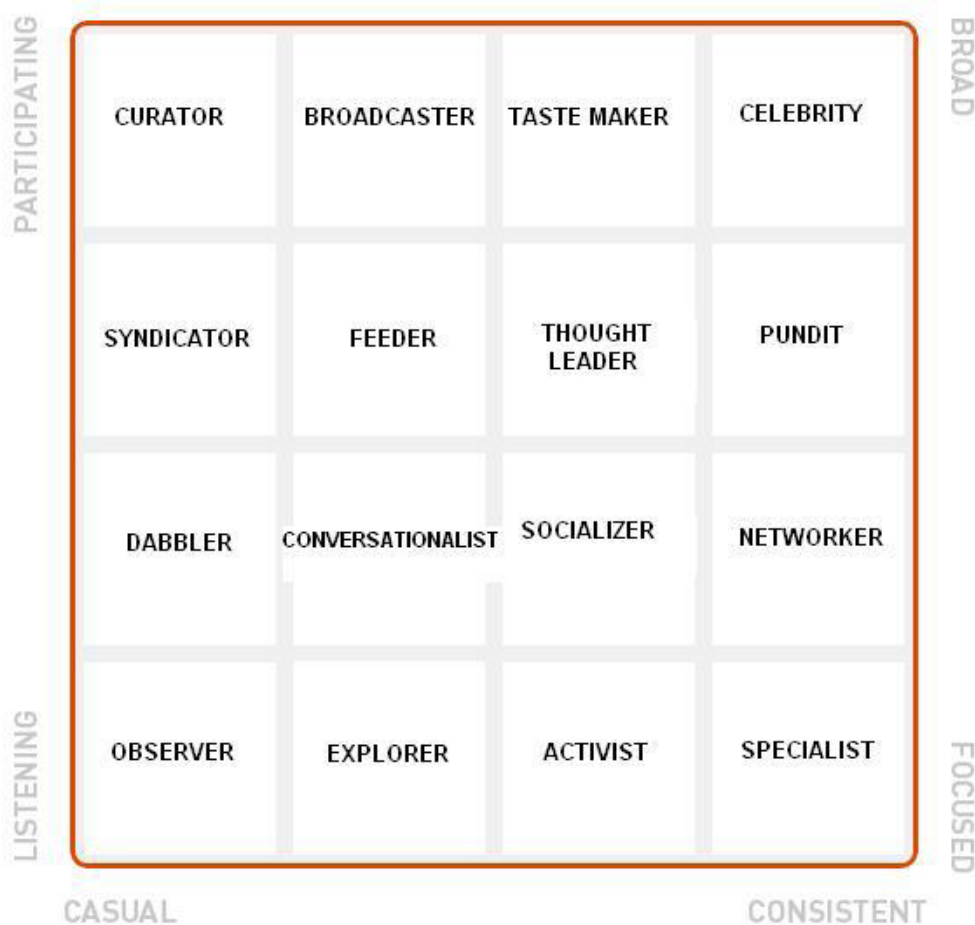 PARTICIPATING
BROAD
CURATOR
BROADCASTER
TASTE MAKER
CELEBRITY
SYNDICATOR
FEEDER
THOUGHT
LEADER
PUNDIT
DABBLER
CONVERSATIONALIST
SOCIALIZER
NETWORKER
OBSERVER
EXPLORER
ACTIVIST
SPECIALIST
LISTENING
FOCUSED
CASUAL
CONSISTENT